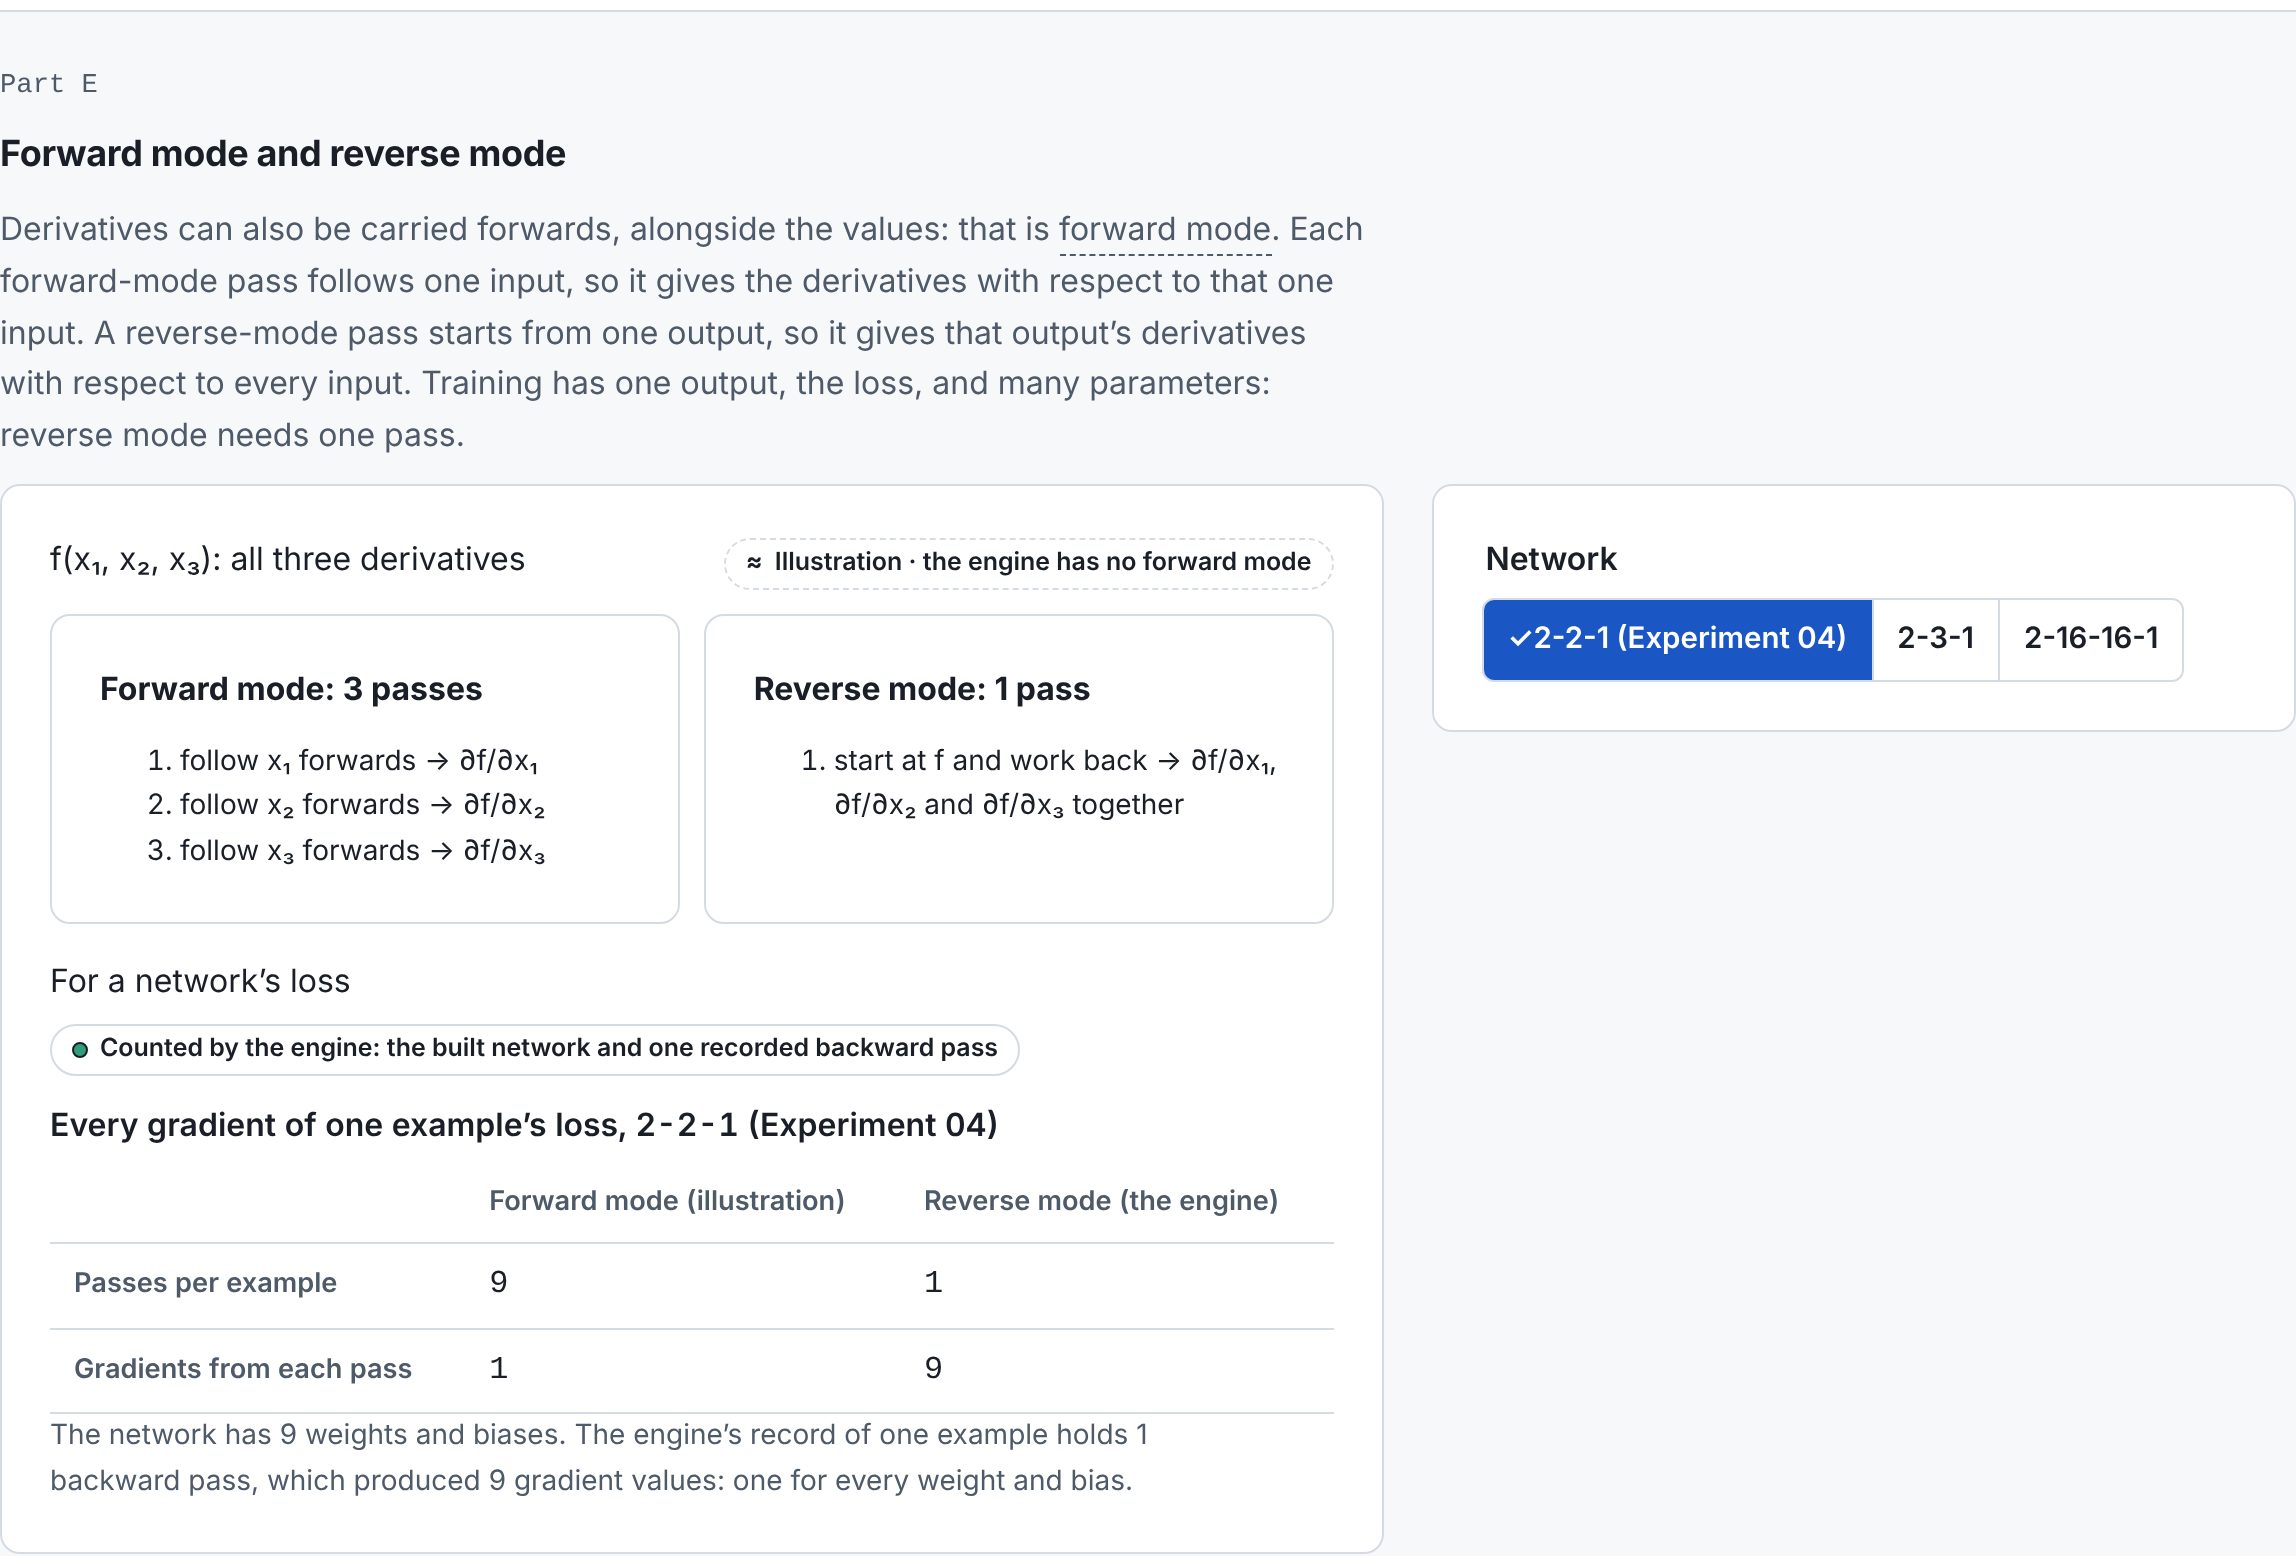 Part E
Forward mode and reverse mode
Derivatives can also be carried forwards, alongside the values: that is forward mode. Each
forward-mode pass follows one input, so it gives the derivatives with respect to that one
input. A reverse-mode pass starts from one output, so it gives that output’s derivatives
with respect to every input. Training has one output, the loss, and many parameters:
reverse mode needs one pass.
f(x₁, x₂, x₃): all three derivatives
≈ Illustration · the engine has no forward mode
Forward mode: 3 passes
1. follow x₁ forwards → ∂f/∂x₁
2. follow x₂ forwards → ∂f/∂x₂
3. follow x₃ forwards → ∂f/∂x₃
Reverse mode: 1 pass
1. start at f and work back → ∂f/∂x₁,
∂f/∂x₂ and ∂f/∂x₃ together
For a network’s loss
Counted by the engine: the built network and one recorded backward pass
Every gradient of one example’s loss, 2-2-1 (Experiment 04)
Forward mode (illustration) Reverse mode (the engine)
Passes per example 9 1
Gradients from each pass 1 9
The network has 9 weights and biases. The engine’s record of one example holds 1
backward pass, which produced 9 gradient values: one for every weight and bias.
Network
✓2-2-1 (Experiment 04) 2-3-1 2-16-16-1